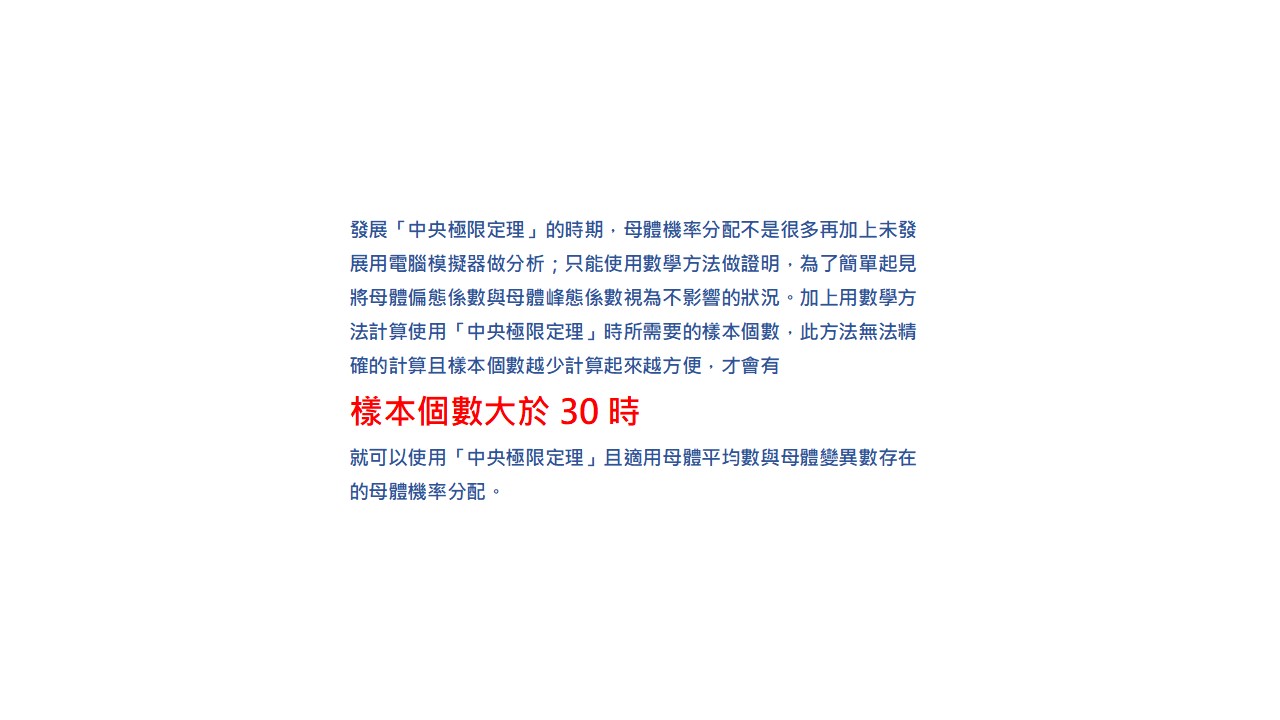 發展「中央極限定理」的時期，母體機率分配不是很多再加上未發
展用電腦模擬器做分析；只能使用數學方法做證明，為了簡單起見
將母體偏態係數與母體峰態係數視為不影響的狀況。加上用數學方
法計算使用「中央極限定理」時所需要的樣本個數，此方法無法精
確的計算且樣本個數越少計算起來越方便，才會有
樣本個數大於 30 時
就可以使用「中央極限定理」且適用母體平均數與母體變異數存在
的母體機率分配。